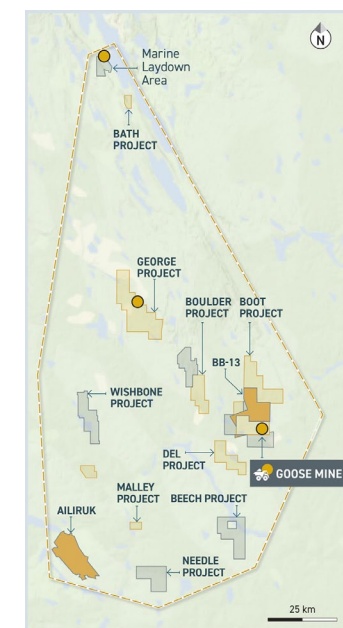 N
Marine
Laydown
Area
BATH
PROJECT
GEORGE
PROJECT
BOULDER
PROJECT
BOOT
PROJECT
BB-13
WISHBONE
PROJECT
DEL
PROJECT
GOOSE MINE
MALLEY
PROJECT
BEECH PROJECT
AILIRUK
NEEDLE
PROJECT
25 km